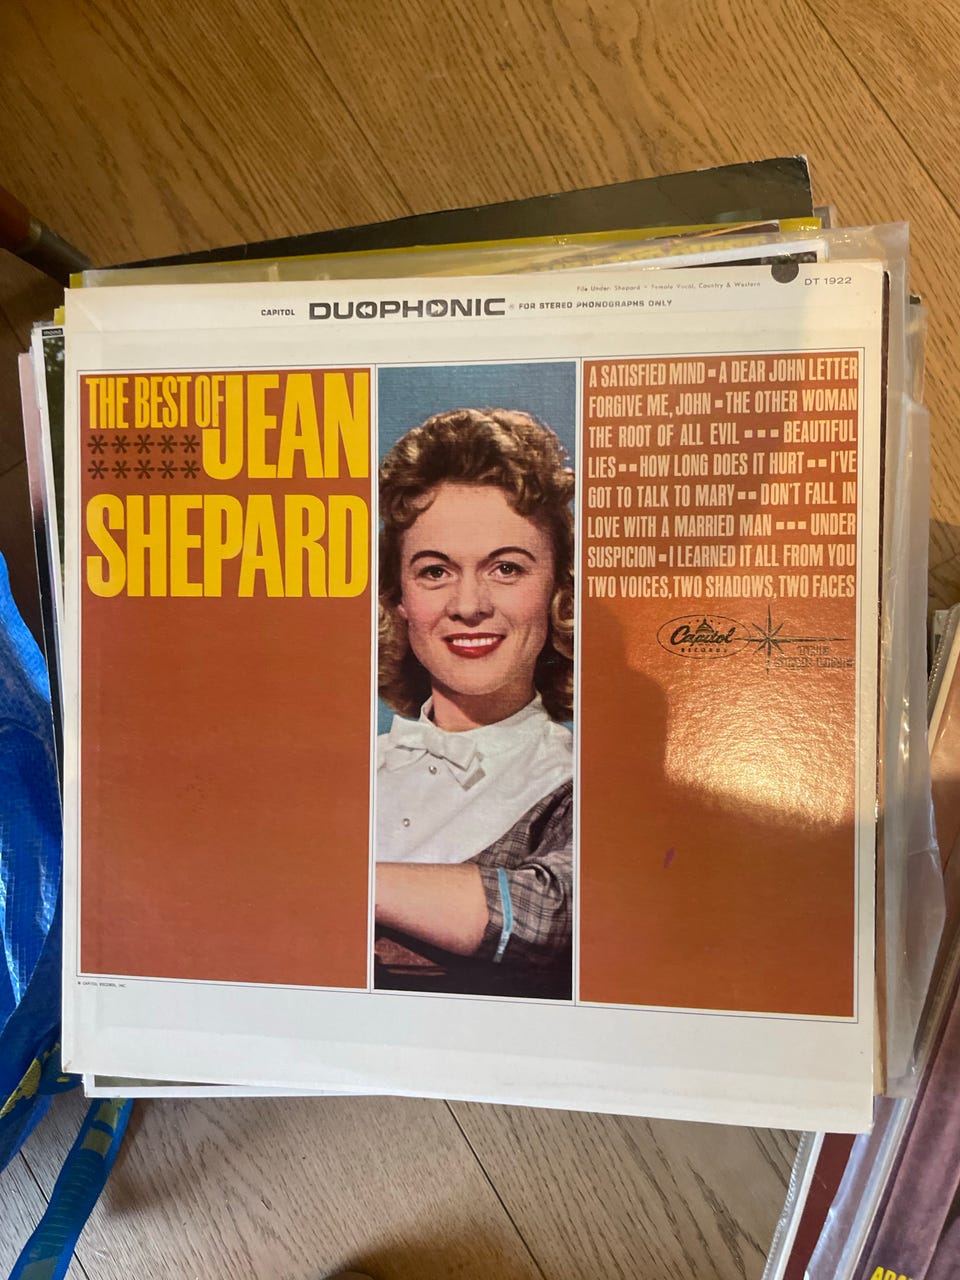 File Under: Shepard • Female Vocal, Country & Western
DT 1922
CAPITOL DUOPHONIC ® FOR STEREO PHONOGRAPHS ONLY
THE BEST OF JEAN
SHEPARD
A SATISFIED MIND - A DEAR JOHN LETTER
FORGIVE ME, JOHN - THE OTHER WOMAN
THE ROOT OF ALL EVIL - - - BEAUTIFUL
LIES - - HOW LONG DOES IT HURT - - I'VE
GOT TO TALK TO MARY - - DON'T FALL IN
LOVE WITH A MARRIED MAN - - - UNDER
SUSPICION - I LEARNED IT ALL FROM YOU
TWO VOICES, TWO SHADOWS, TWO FACES
Capitol
RECORDS
THE
STAR LINE
© CAPITOL RECORDS, INC.